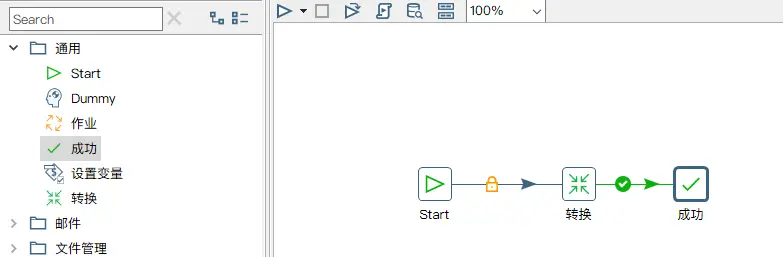 Search
100%
通用
Start
Dummy
作业
成功
设置变量
转换
邮件
文件管理
Start
转换
成功